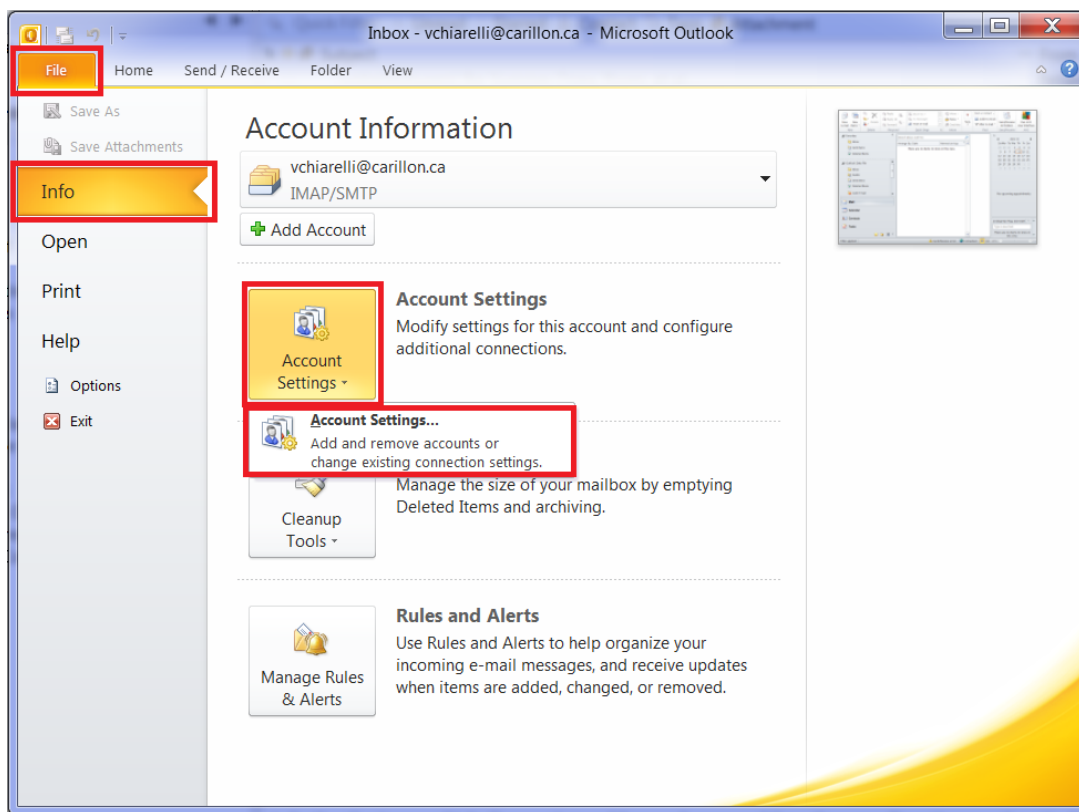 Inbox - vchiarelli@carillon.ca - Microsoft Outlook
File Home Send / Receive Folder View
Save As
Save Attachments
Info
Open
Print
Help
Options
Exit
Account Information
vchiarelli@carillon.ca
IMAP/SMTP
Add Account
Account
Settings
Account Settings
Modify settings for this account and configure
additional connections.
Account Settings...
Add and remove accounts or
change existing connection settings.
Cleanup
Tools
Manage the size of your mailbox by emptying
Deleted Items and archiving.
Manage Rules
& Alerts
Rules and Alerts
Use Rules and Alerts to help organize your
incoming e-mail messages, and receive updates
when items are added, changed, or removed.